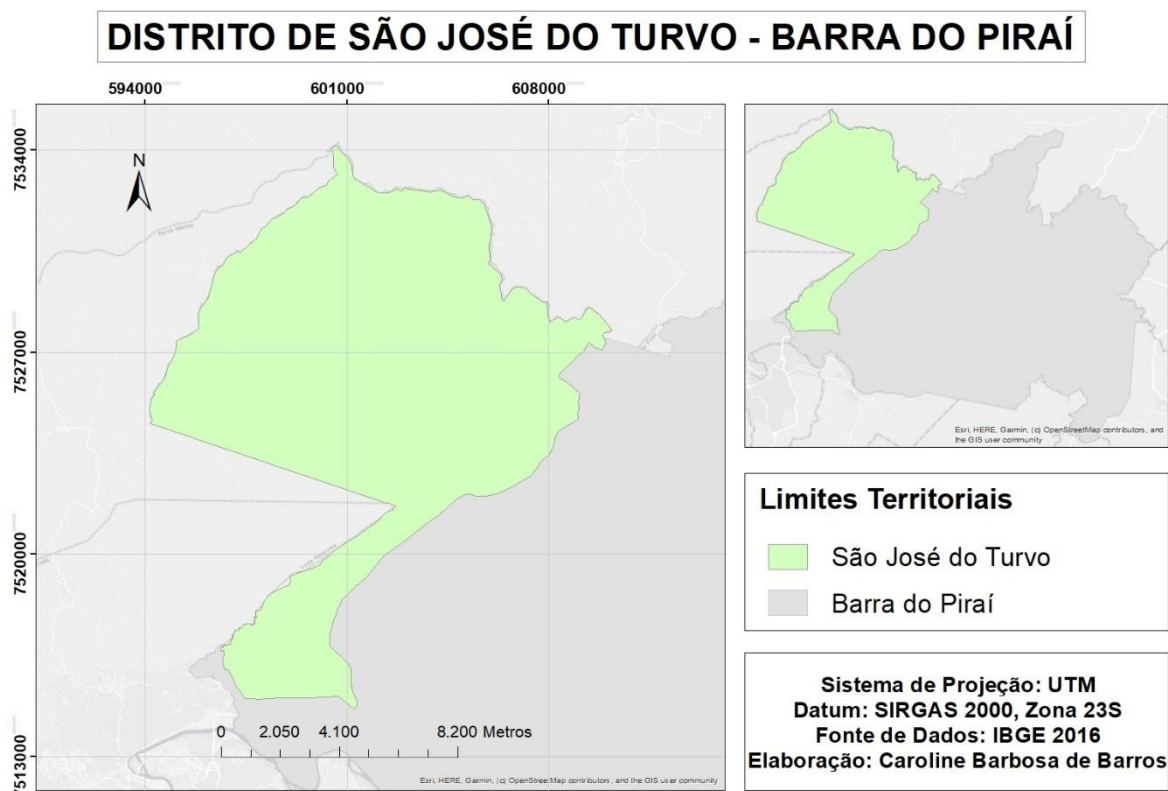 DISTRITO DE SÃO JOSÉ DO TURVO - BARRA DO PIRAÍ
594000 601000 608000
7534000
7527000
7520000
7513000
N
0 2.050 4.100 8.200 Metros
Esri, HERE, Garmin, (c) OpenStreetMap contributors, and the GIS user community
Esri, HERE, Garmin, (c) OpenStreetMap contributors, and
the GIS user community
Limites Territoriais
São José do Turvo
Barra do Piraí
Sistema de Projeção: UTM
Datum: SIRGAS 2000, Zona 23S
Fonte de Dados: IBGE 2016
Elaboração: Caroline Barbosa de Barros